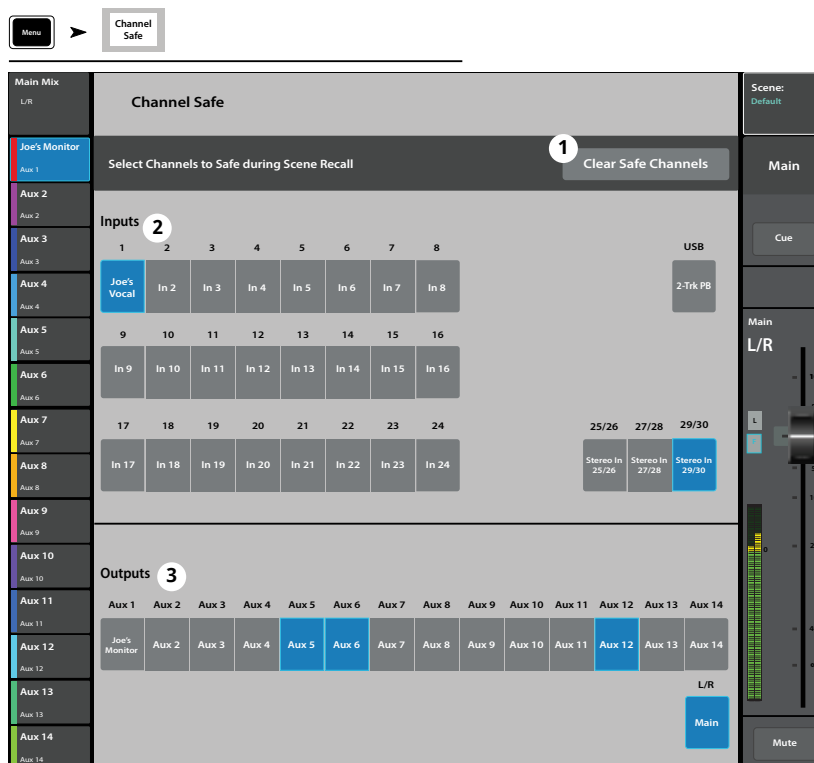 Menu
Channel
Safe
Main Mix
L/R
Channel Safe
Scene:
Default
Joe's Monitor
Aux 1
Select Channels to Safe during Scene Recall
1
Clear Safe Channels
Main
Aux 2
Aux 2
Aux 3
Aux 3
Aux 4
Aux 4
Aux 5
Aux 5
Aux 6
Aux 6
Aux 7
Aux 7
Aux 8
Aux 8
Aux 9
Aux 9
Aux 10
Aux 10
Aux 11
Aux 11
Aux 12
Aux 12
Aux 13
Aux 13
Aux 14
Aux 14
Inputs 2
1 2 3 4 5 6 7 8 USB
Joe's
Vocal
In 2 In 3 In 4 In 5 In 6 In 7 In 8 2-Trk PB
9 10 11 12 13 14 15 16
In 9 In 10 In 11 In 12 In 13 In 14 In 15 In 16
17 18 19 20 21 22 23 24 25/26 27/28 29/30
In 17 In 18 In 19 In 20 In 21 In 22 In 23 In 24
Stereo In
25/26
Stereo In
27/28
Stereo In
29/30
Outputs 3
Aux 1 Aux 2 Aux 3 Aux 4 Aux 5 Aux 6 Aux 7 Aux 8 Aux 9 Aux 10 Aux 11 Aux 12 Aux 13 Aux 14
Joe's
Monitor
Aux 2 Aux 3 Aux 4 Aux 5 Aux 6 Aux 7 Aux 8 Aux 9 Aux 10 Aux 11 Aux 12 Aux 13 Aux 14
L/R
Main
Cue
Main
L/R
L
0
Mute